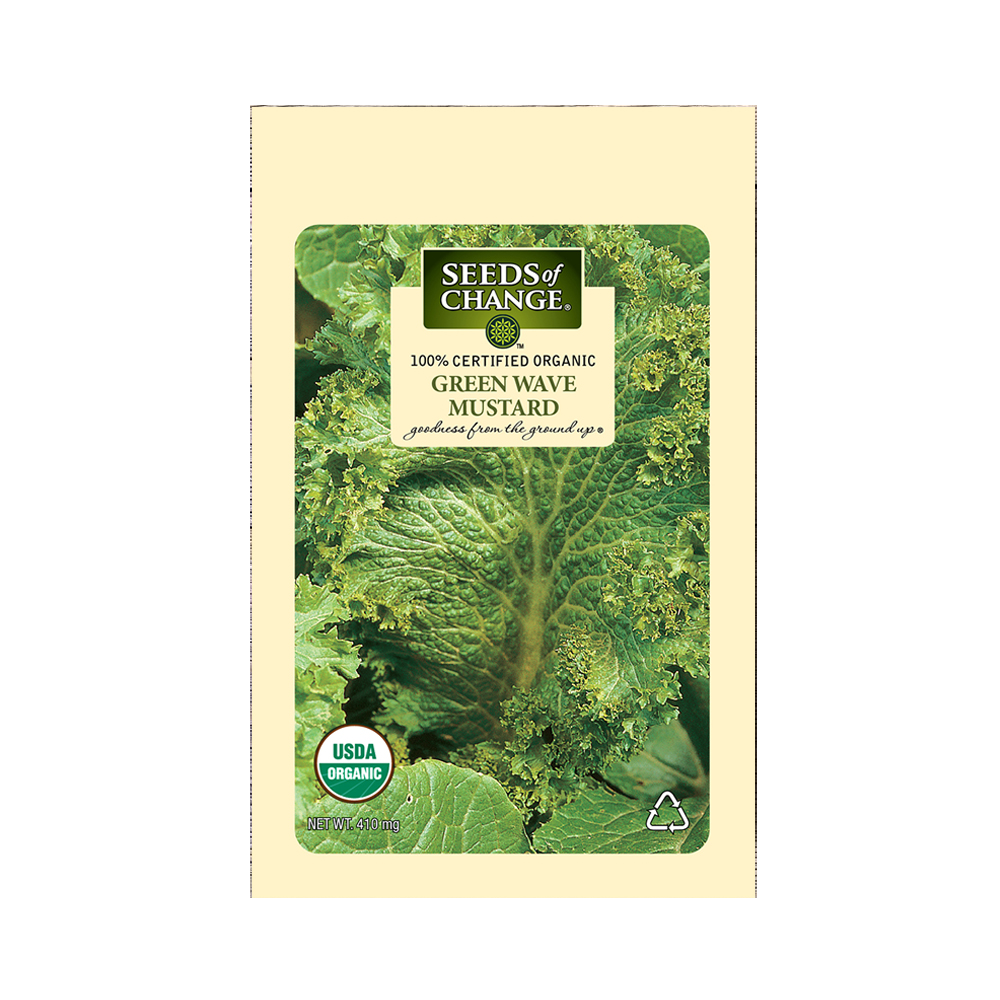 SEEDS of
CHANGE®
™
100% CERTIFIED ORGANIC
GREEN WAVE
MUSTARD
goodness from the ground up®
USDA
ORGANIC
NET WT. 410 mg